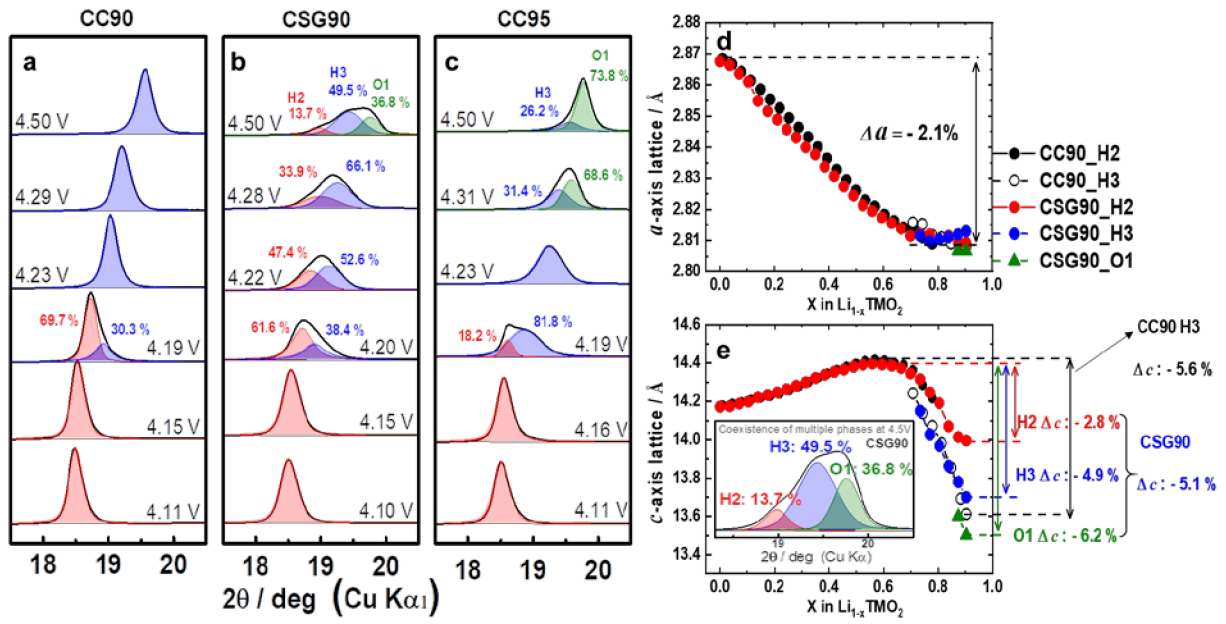 CC90
a
4.50 V
4.29 V
4.23 V
69.7 %
30.3 %
4.19 V
4.15 V
4.11 V
18 19 20
CSG90
b
H2
13.7 %
H3
49.5 %
O1
36.8 %
4.50 V
33.9 %
66.1 %
4.28 V
47.4 %
52.6 %
4.22 V
61.6 %
38.4 %
4.20 V
4.15 V
4.10 V
18 19 20
CC95
c
H3
26.2 %
O1
73.8 %
4.50 V
31.4 %
68.6 %
4.31 V
4.23 V
18.2 %
81.8 %
4.19 V
4.16 V
4.11 V
18 19 20
2θ / deg (Cu Kα1)
d
a-axis lattice / Å
2.87
2.86
2.85
2.84
2.83
2.82
2.81
2.80
Δa = - 2.1%
0.0 0.2 0.4 0.6 0.8 1.0
X in Li1-xTMO2
CC90_H2
CC90_H3
CSG90_H2
CSG90_H3
CSG90_O1
e
c-axis lattice / Å
14.6
14.4
14.2
14.0
13.8
13.6
13.4
Coexistence of multiple phases at 4.5V
CSG90
H3: 49.5 %
O1: 36.8 %
H2: 13.7 %
19 20
2θ / deg (Cu Kα)
0.0 0.2 0.4 0.6 0.8 1.0
X in Li1-xTMO2
CC90 H3
Δc : - 5.6 %
H2 Δc : - 2.8 %
H3 Δc : - 4.9 %
O1 Δc : - 6.2 %
CSG90
Δc : - 5.1 %